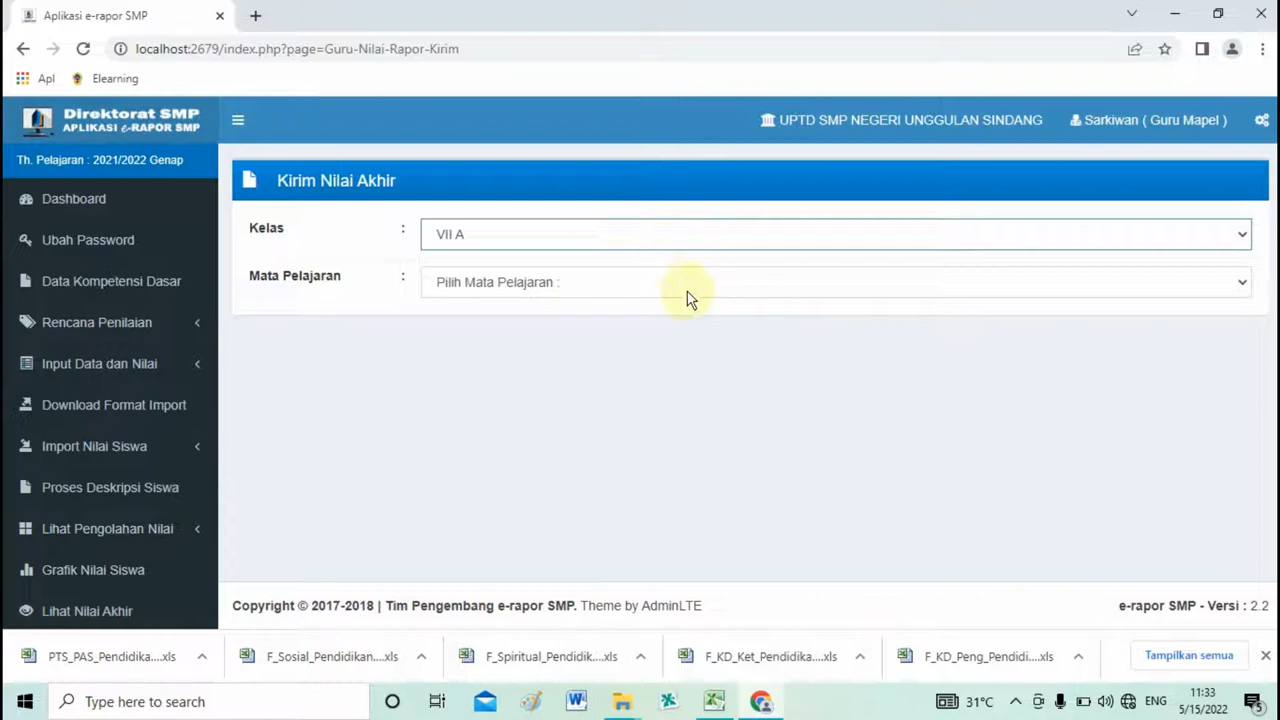 Aplikasi e-rapor SMP
localhost:2679/index.php?page=Guru-Nilai-Rapor-Kirim
Apl
Elearning
Direktorat SMP
APLIKASI e-RAPOR SMP
UPTD SMP NEGERI UNGGULAN SINDANG
Sarkiwan ( Guru Mapel )
Th. Pelajaran : 2021/2022 Genap
Dashboard
Ubah Password
Data Kompetensi Dasar
Rencana Penilaian
Input Data dan Nilai
Download Format Import
Import Nilai Siswa
Proses Deskripsi Siswa
Lihat Pengolahan Nilai
Grafik Nilai Siswa
Lihat Nilai Akhir
Kirim Nilai Akhir
Kelas : VII A
Mata Pelajaran : Pilih Mata Pelajaran :
Copyright © 2017-2018 | Tim Pengembang e-rapor SMP. Theme by AdminLTE
e-rapor SMP - Versi : 2.2
PTS_PAS_Pendidika....xls
F_Sosial_Pendidikan....xls
F_Spiritual_Pendidik....xls
F_KD_Ket_Pendidika....xls
F_KD_Peng_Pendidi....xls
Tampilkan semua
Type here to search
31°C
ENG
11:33
5/15/2022
5